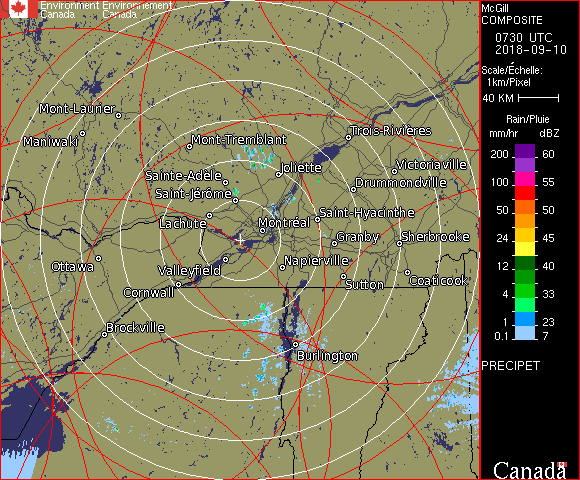 Environment Environnement
Canada Canada
McGill
COMPOSITE
0730 UTC
2018-09-10
Scale/Échelle:
1km/Pixel
40 KM
Rain/Pluie
mm/hr dBZ
200 60
100 55
50 50
24 45
12 40
4 33
1 23
0.1 7
PRECIPET
Canada
Mont-Laurier
Maniwaki
Mont-Tremblant
Trois-Rivières
Victoriaville
Joliette
Sainte-Adèle
Drummondville
Saint-Jérôme
Saint-Hyacinthe
Lachute
Montréal
Granby
Sherbrooke
Ottawa
Valleyfield
Napierville
Cornwall
Sutton
Coaticook
Brockville
Burlington